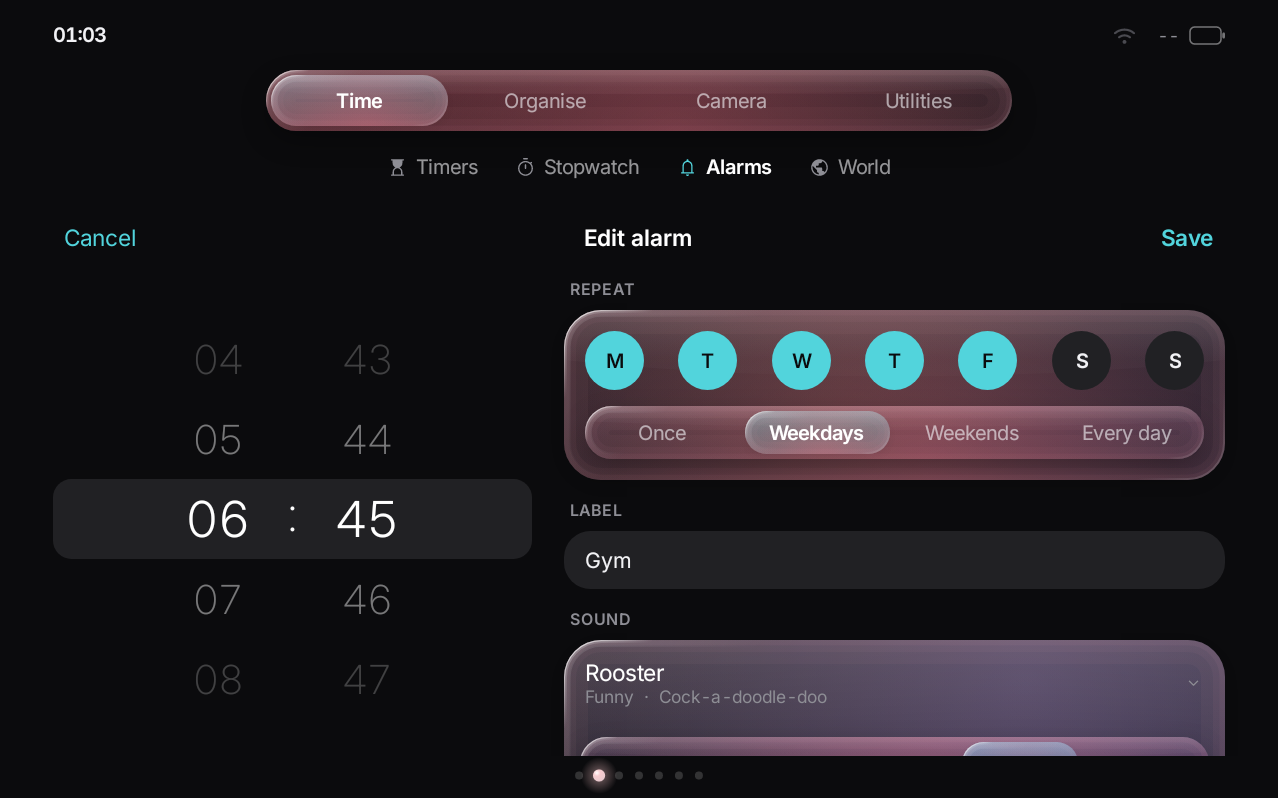 01:03
--
Time Organise Camera Utilities
Timers Stopwatch Alarms World
Cancel
Edit alarm
Save
04 43
05 44
06 : 45
07 46
08 47
REPEAT
M T W T F S S
Once Weekdays Weekends Every day
LABEL
Gym
SOUND
Rooster
Funny · Cock-a-doodle-doo